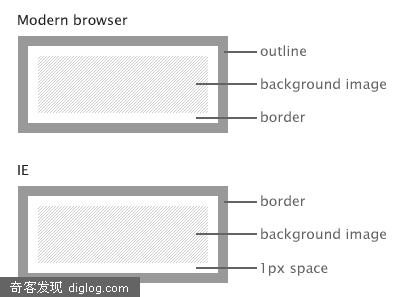 Modern browser
outline
background image
border
IE
border
background image
1px space
奇客发现 diglog.com